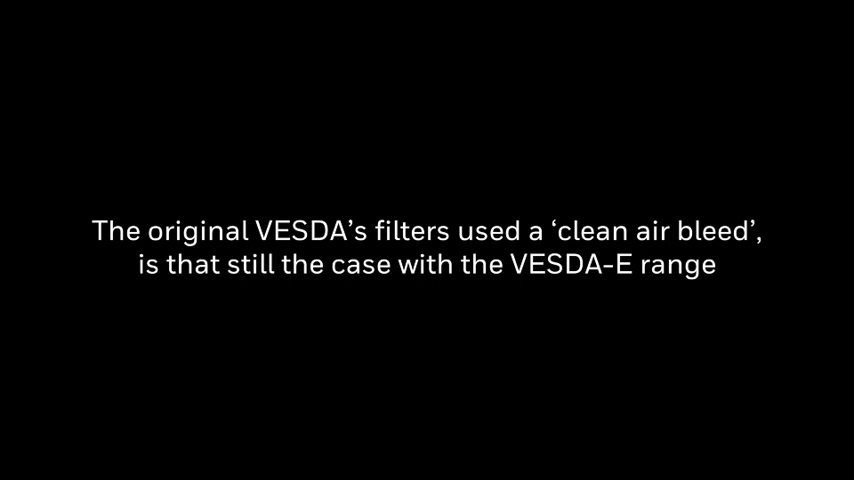 The original VESDA’s filters used a ‘clean air bleed’,
is that still the case with the VESDA-E range